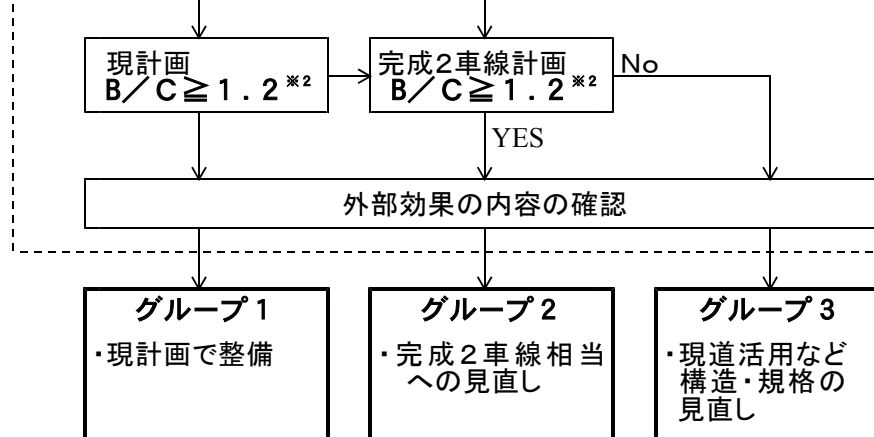 現計画
B/C≧1.2※2
完成2車線計画
B/C≧1.2※2
No
YES
外部効果の内容の確認
グループ1
・現計画で整備
グループ2
・完成2車線相当
への見直し
グループ3
・現道活用など
構造・規格の
見直し